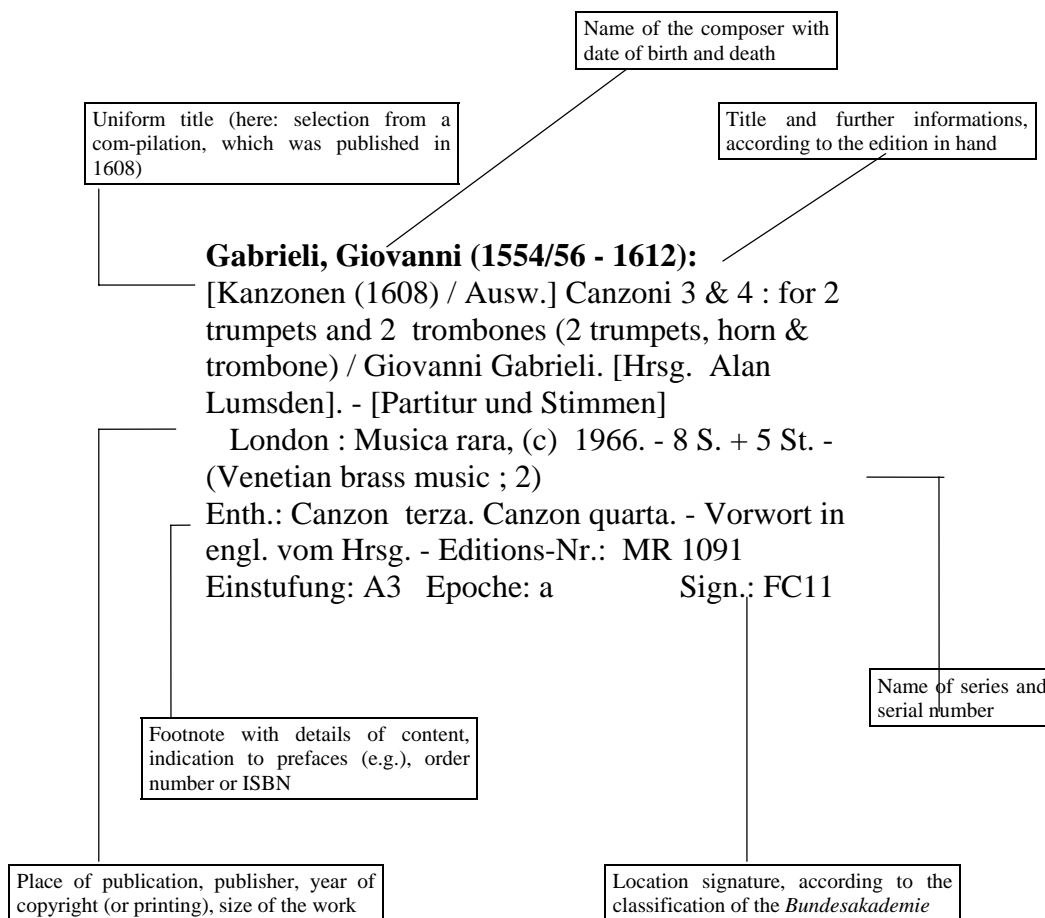 Name of the composer with
date of birth and death
Uniform title (here: selection from a
com-pilation, which was published in
1608)
Title and further informations,
according to the edition in hand
Gabrieli, Giovanni (1554/56 - 1612):
[Kanzonen (1608) / Ausw.] Canzoni 3 & 4 : for 2
trumpets and 2 trombones (2 trumpets, horn &
trombone) / Giovanni Gabrieli. [Hrsg. Alan
Lumsden]. - [Partitur und Stimmen]
London : Musica rara, (c) 1966. - 8 S. + 5 St. -
(Venetian brass music ; 2)
Enth.: Canzon terza. Canzon quarta. - Vorwort in
engl. vom Hrsg. - Editions-Nr.: MR 1091
Einstufung: A3 Epoche: a Sign.: FC11
Name of series and
serial number
Footnote with details of content,
indication to prefaces (e.g.), order
number or ISBN
Place of publication, publisher, year of
copyright (or printing), size of the work
Location signature, according to the
classification of the Bundesakademie